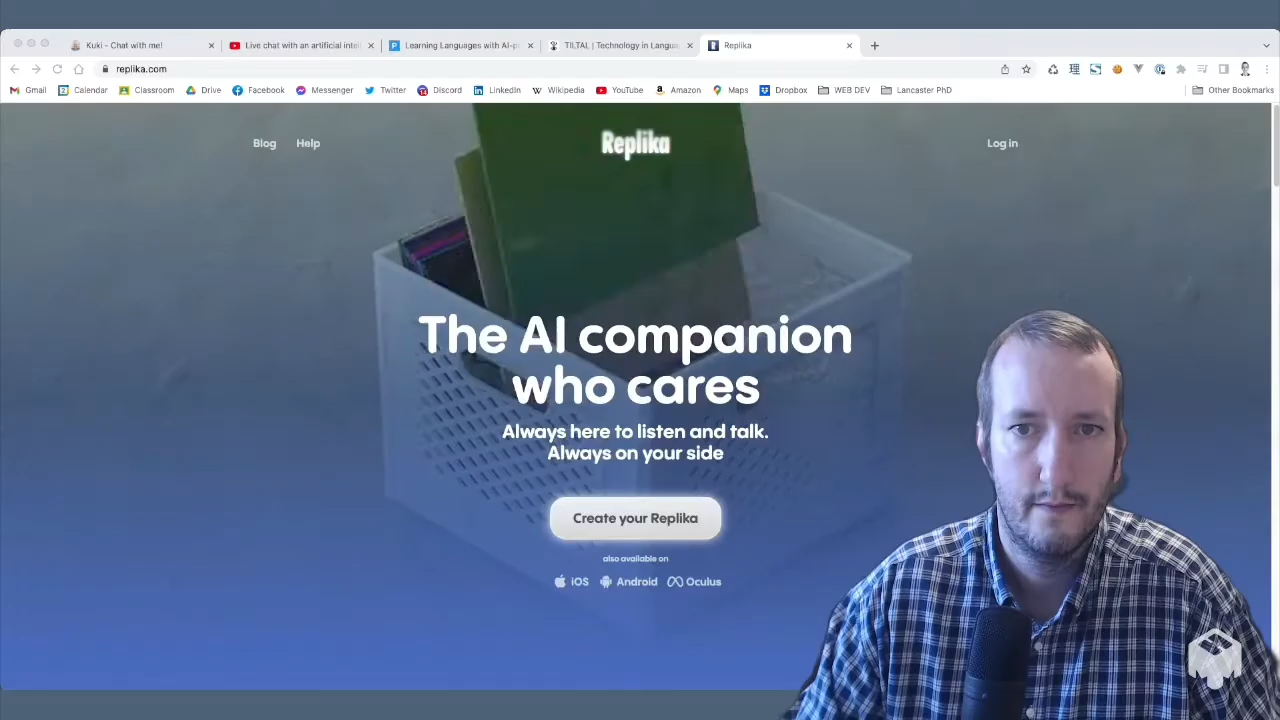 Kuki - Chat with me!
Live chat with an artificial intel
Learning Languages with AI-p
TILTAL | Technology in Langua
Replika
replika.com
Gmail
Calendar
Classroom
Drive
Facebook
Messenger
Twitter
Discord
LinkedIn
Wikipedia
YouTube
Amazon
Maps
Dropbox
WEB DEV
Lancaster PhD
Other Bookmarks
Blog
Help
Replika
Log in
The AI companion
who cares
Always here to listen and talk.
Always on your side
Create your Replika
also available on
iOS
Android
Oculus